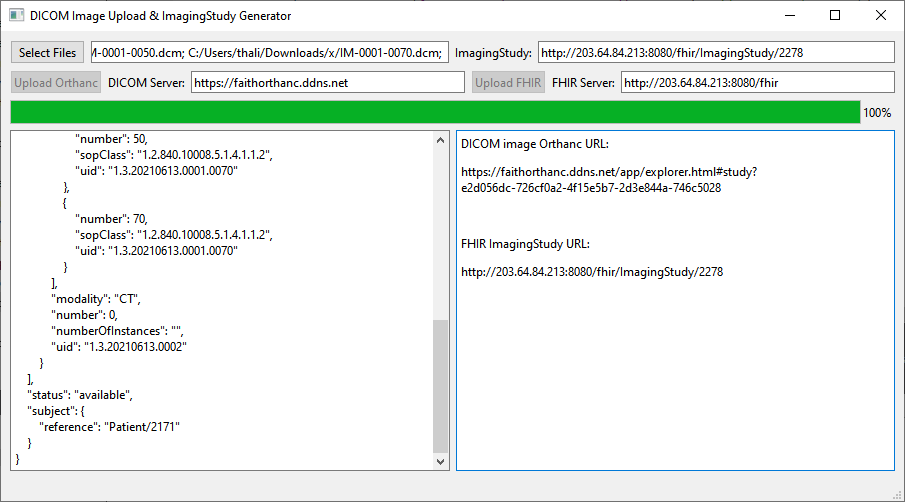 DICOM Image Upload & ImagingStudy Generator
Select Files M-0001-0050.dcm; C:/Users/thali/Downloads/x/IM-0001-0070.dcm; ImagingStudy: http://203.64.84.213:8080/fhir/ImagingStudy/2278
Upload Orthanc DICOM Server: https://faithorthanc.ddns.net Upload FHIR FHIR Server: http://203.64.84.213:8080/fhir
100%
"number": 50,
"sopClass": "1.2.840.10008.5.1.4.1.1.2",
"uid": "1.3.20210613.0001.0070"
},
{
"number": 70,
"sopClass": "1.2.840.10008.5.1.4.1.1.2",
"uid": "1.3.20210613.0001.0070"
}
],
"modality": "CT",
"number": 0,
"numberOfInstances": "",
"uid": "1.3.20210613.0002"
}
],
"status": "available",
"subject": {
"reference": "Patient/2171"
}
}
DICOM image Orthanc URL:
https://faithorthanc.ddns.net/app/explorer.html#study?
e2d056dc-726cf0a2-4f15e5b7-2d3e844a-746c5028
FHIR ImagingStudy URL:
http://203.64.84.213:8080/fhir/ImagingStudy/2278